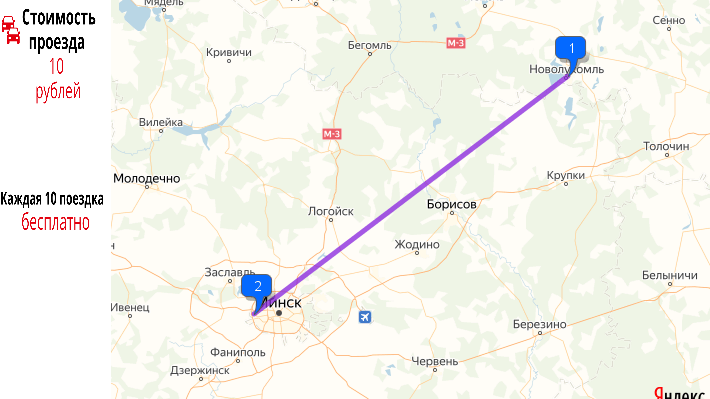 Стоимость
проезда
10
рублей
Каждая 10 поездка
бесплатно
Мядель
Сенно
Кривичи
Бегомль
М-3
1
Новолукомль
Вилейка
М-3
Толочин
Молодечно
Крупки
Логойск
Борисов
Жодино
Заславль
Белыничи
2
Минск
Ивенец
Березино
Фаниполь
Червень
Дзержинск
Яндекс